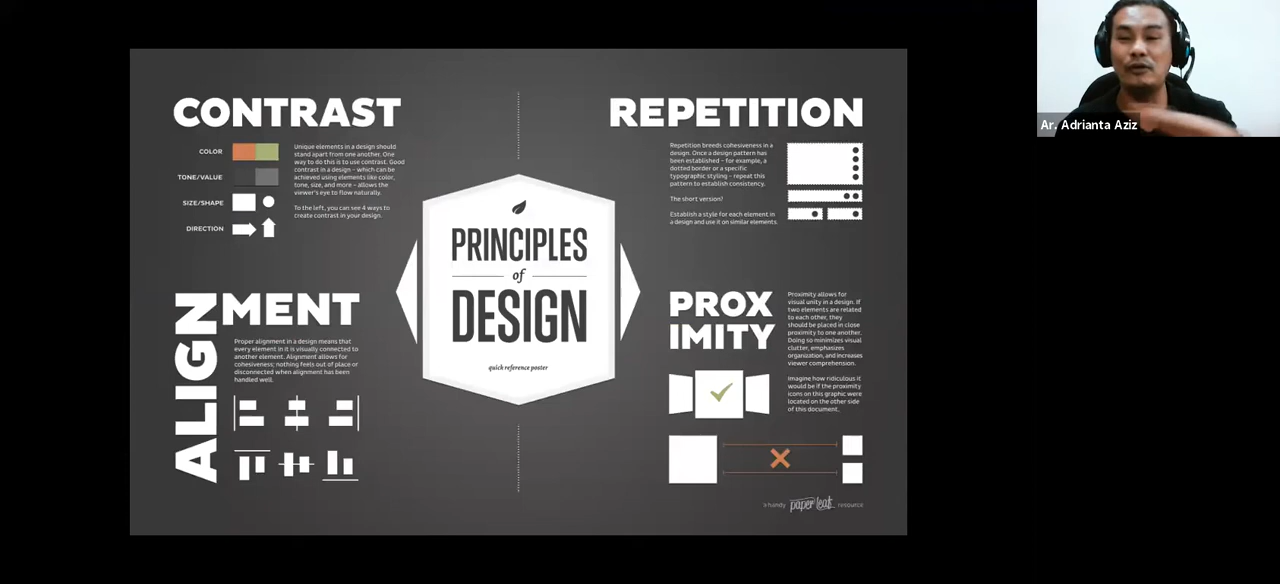 CONTRAST
COLOR
TONE/VALUE
SIZE/SHAPE
DIRECTION
Unique elements in a design should
stand apart from one another. One
way to do this is to use contrast. Good
contrast in a design – which can be
achieved using elements like color,
tone, size, and more – allows the
viewer's eye to flow naturally.
To the left, you can see 4 ways to
create contrast in your design.
REPETITION
Repetition breeds cohesiveness in a
design. Once a design pattern has
been established – for example, a
dotted border or a specific
typographic styling – repeat this
pattern to establish consistency.
The short version?
Establish a style for each element in
a design and use it on similar elements.
PRINCIPLES
of
DESIGN
quick reference poster
ALIGNMENT
Proper alignment in a design means that
every element in it is visually connected to
another element. Alignment allows for
cohesiveness; nothing feels out of place or
disconnected when alignment has been
handled well.
PROX
IMITY
Proximity allows for
visual unity in a design. If
two elements are related
to each other, they
should be placed in close
proximity to one another.
Doing so minimizes visual
clutter, emphasizes
organization, and increases
viewer comprehension.
Imagine how ridiculous it
would be if the proximity
icons on this graphic were
located on the other side
of this document.
a handy paper leaf resource
Ar. Adrianta Aziz